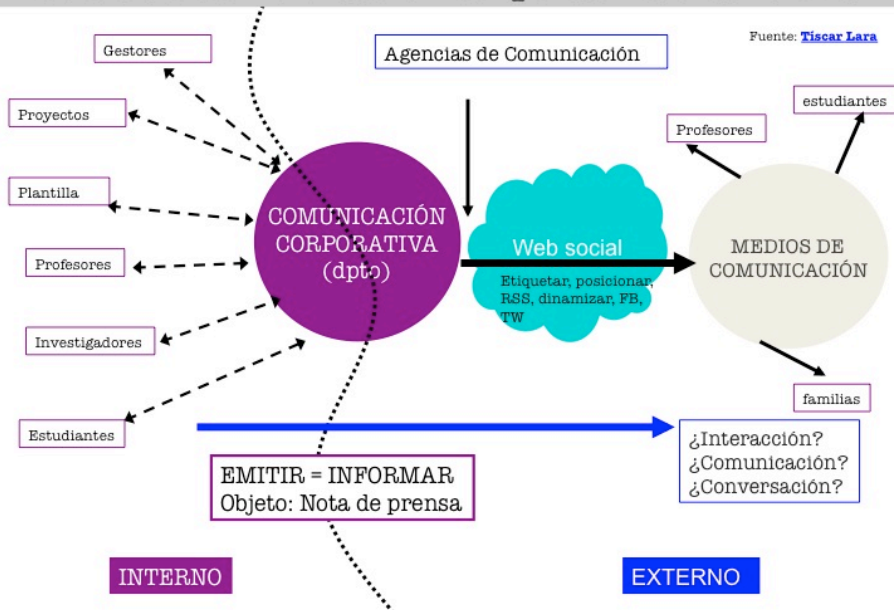 Fuente: Tíscar Lara
Gestores
Agencias de Comunicación
estudiantes
Proyectos
Profesores
Plantilla
COMUNICACIÓN
CORPORATIVA
(dpto)
Web social
Etiquetar, posicionar,
RSS, dinamizar, FB,
TW
MEDIOS DE
COMUNICACIÓN
Profesores
Investigadores
familias
Estudiantes
¿Interacción?
¿Comunicación?
¿Conversación?
EMITIR = INFORMAR
Objeto: Nota de prensa
INTERNO
EXTERNO